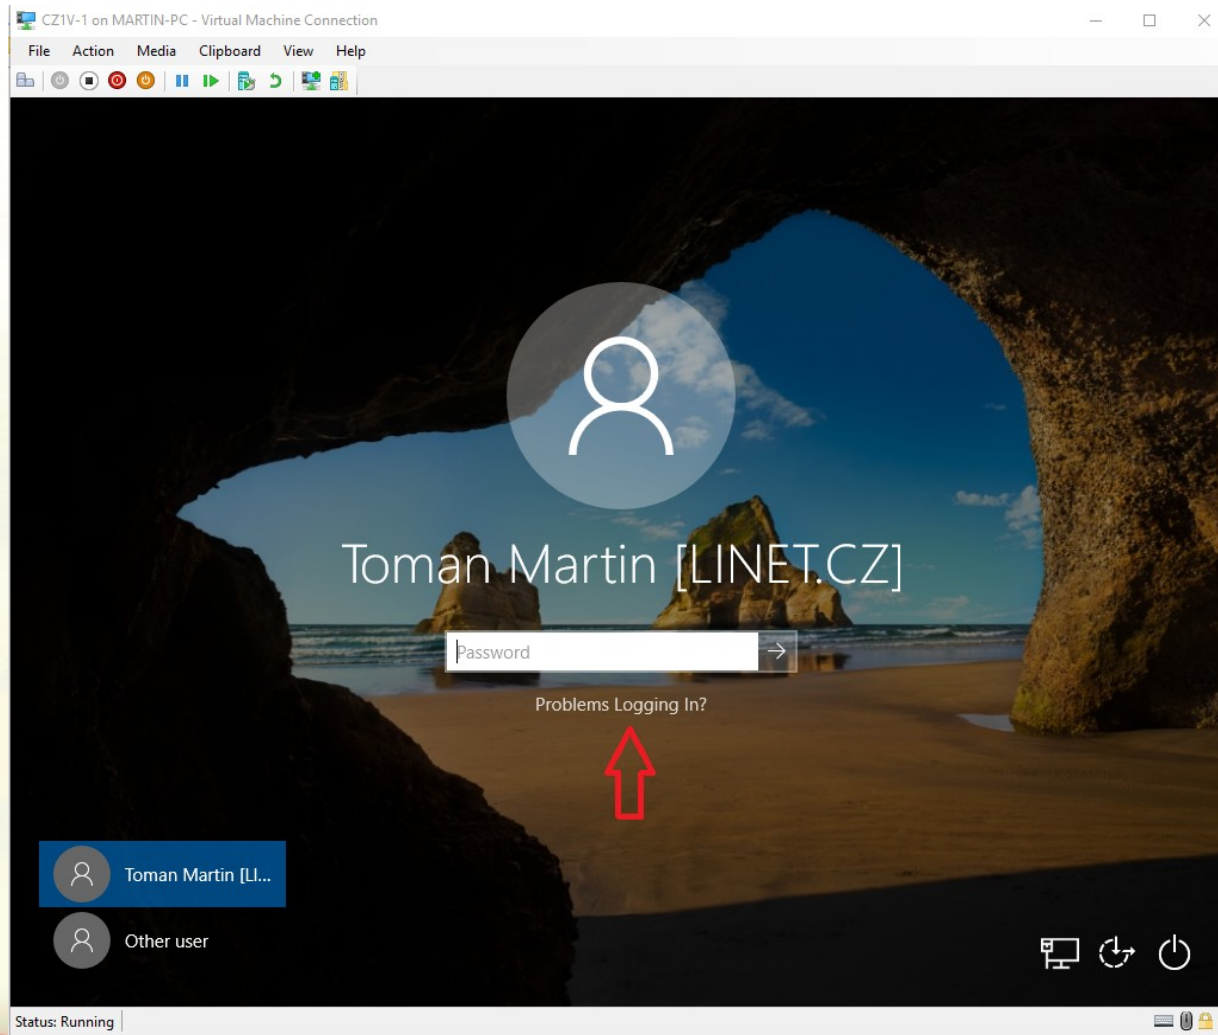 CZ1V-1 on MARTIN-PC - Virtual Machine Connection
File Action Media Clipboard View Help
Toman Martin [LINET.CZ]
Password
Problems Logging In?
Toman Martin [LI...
Other user
Status: Running